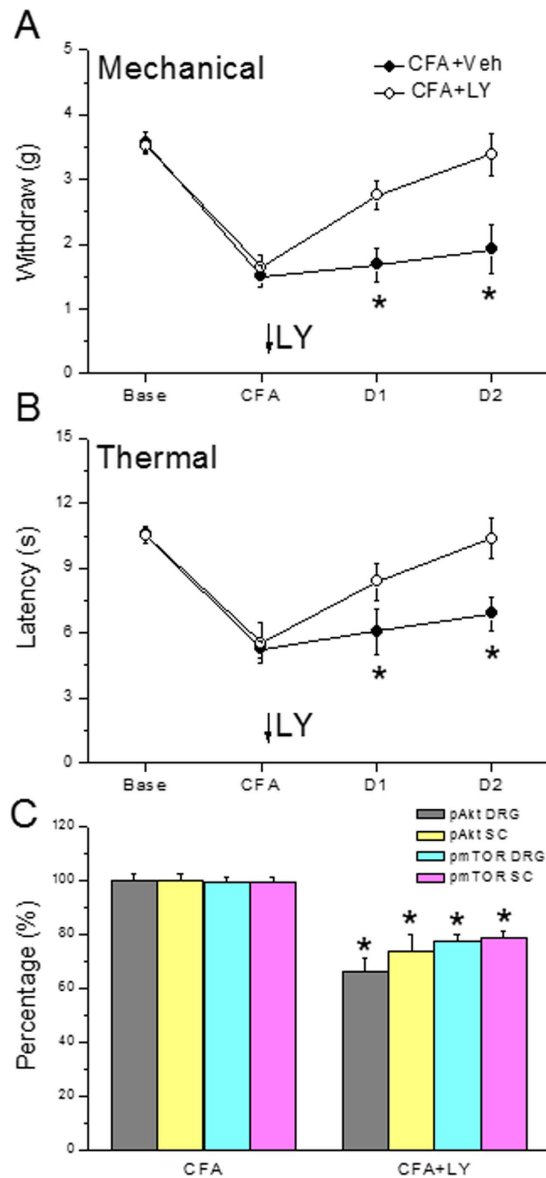 A
Mechanical
CFA+Veh
CFA+LY
Withdraw (g)
5
4
3
2
1
0
* *
LY
Base CFA D1 D2
B
Thermal
Latency (s)
15
12
9
6
3
0
* *
LY
Base CFA D1 D2
C
pAkt DRG
pAkt SC
pmTOR DRG
pmTOR SC
Percentage (%)
120
100
80
60
40
20
0
* * * *
CFA CFA+LY